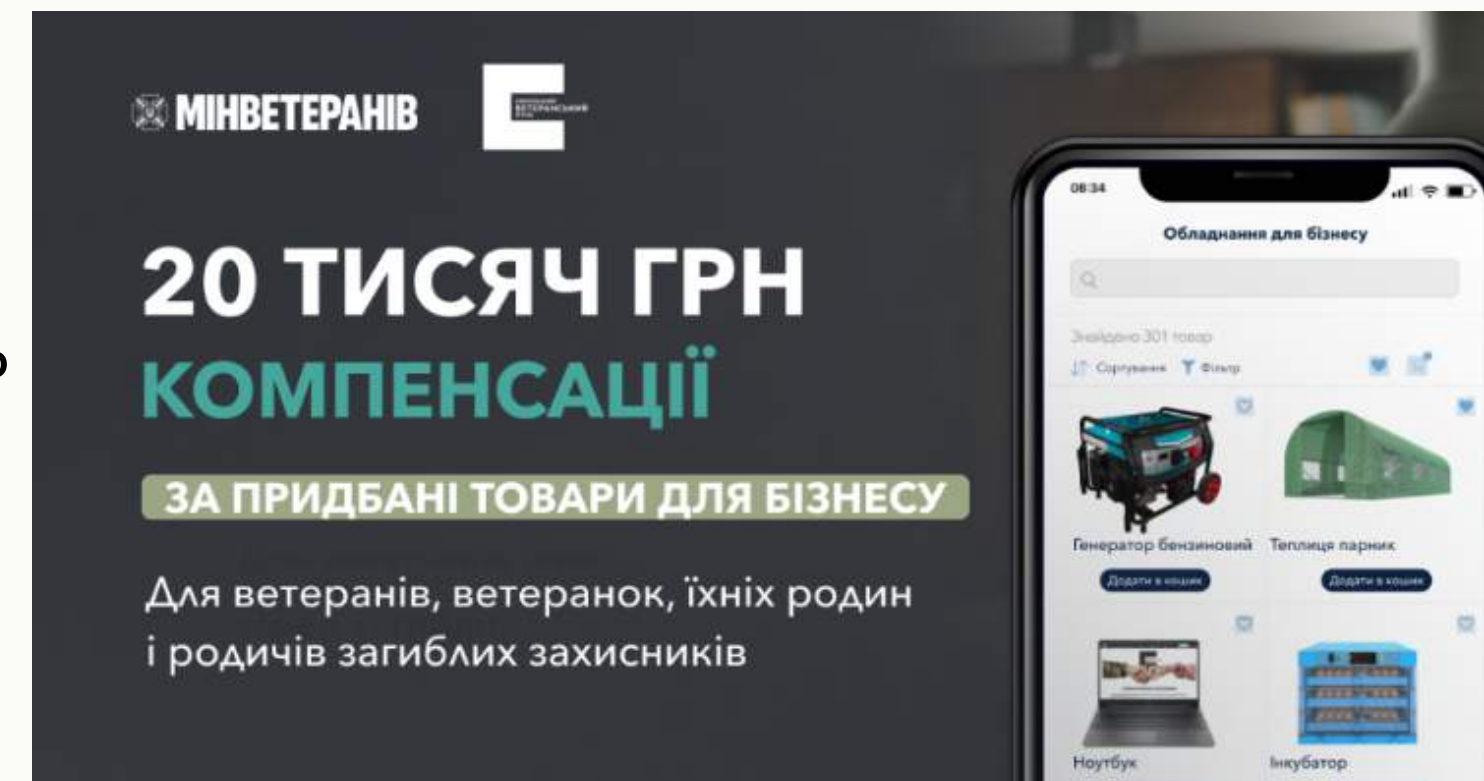 МІНВЕТЕРАНІВ
ВЕТЕРАНСЬКИЙ
20 ТИСЯЧ ГРН
КОМПЕНСАЦІЇ
ЗА ПРИДБАНІ ТОВАРИ ДЛЯ БІЗНЕСУ
Для ветеранів, ветеранок, їхніх родин
і родичів загиблих захисників
08:34
Обладнання для бізнесу
Знайдено 301 товар
Сортування Фільтр
Генератор бензиновий Теплиця парник
Додати в кошик Додати в кошик
Ноутбук Інкубатор